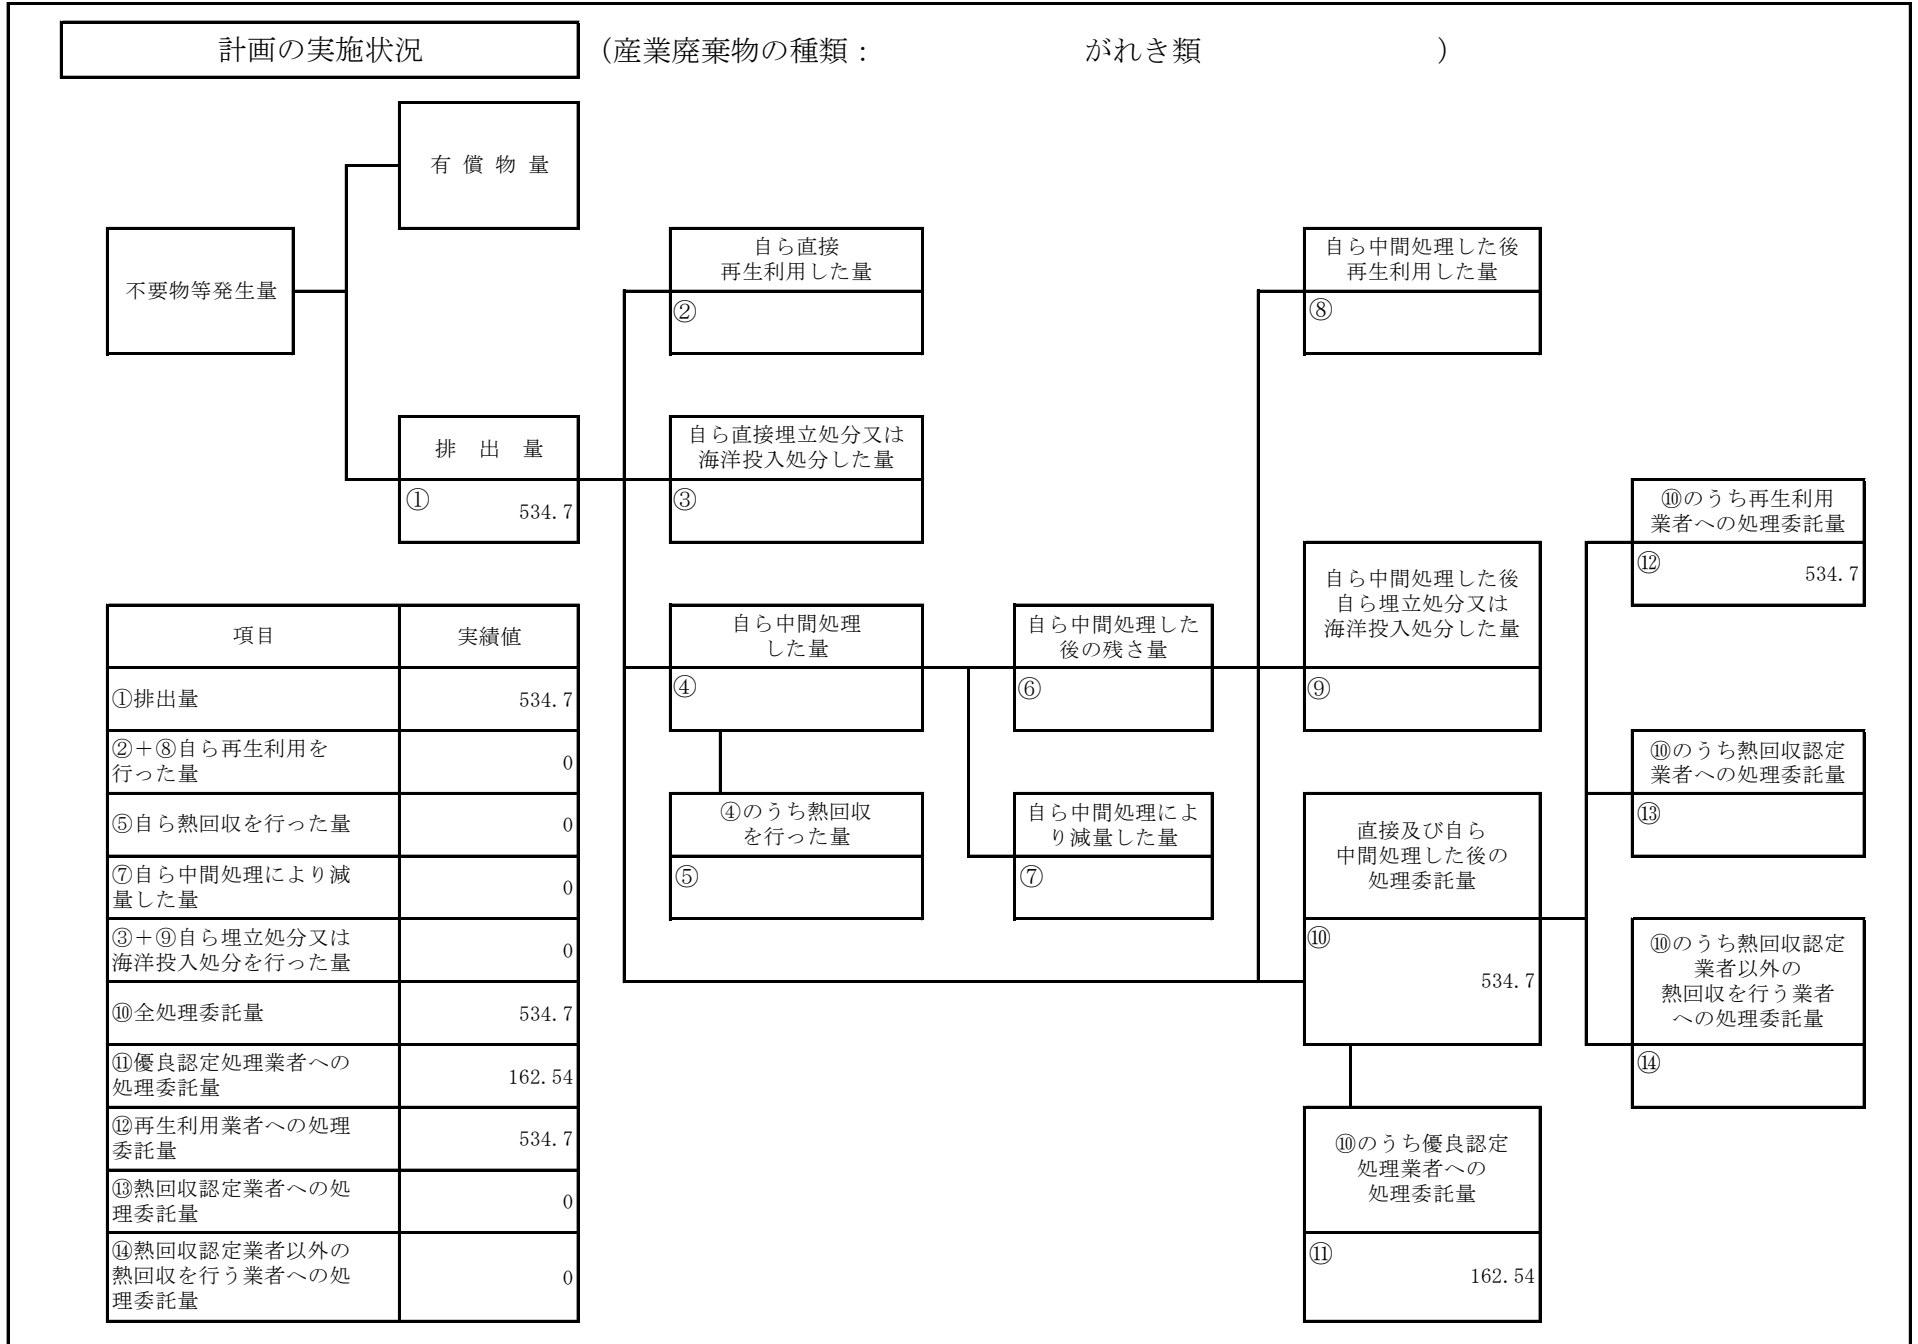 計画の実施状況
（産業廃棄物の種類： がれき類 ）
有 償 物 量
不要物等発生量
自ら直接
再生利用した量
②
自ら中間処理した後
再生利用した量
⑧
排 出 量
① 534.7
自ら直接埋立処分又は
海洋投入処分した量
③
⑩のうち再生利用
業者への処理委託量
⑫ 534.7
自ら中間処理
した量
④
自ら中間処理した
後の残さ量
⑥
自ら中間処理した後
自ら埋立処分又は
海洋投入処分した量
⑨
⑩のうち熱回収認定
業者への処理委託量
⑬
④のうち熱回収
を行った量
⑤
自ら中間処理によ
り減量した量
⑦
直接及び自ら
中間処理した後の
処理委託量
⑩
534.7
⑩のうち熱回収認定
業者以外の
熱回収を行う業者
への処理委託量
⑭
⑩のうち優良認定
処理業者への
処理委託量
⑪
162.54
項目 実績値
①排出量 534.7
②＋⑧自ら再生利用を
行った量 0
⑤自ら熱回収を行った量 0
⑦自ら中間処理により減
量した量 0
③＋⑨自ら埋立処分又は
海洋投入処分を行った量 0
⑩全処理委託量 534.7
⑪優良認定処理業者への
処理委託量 162.54
⑫再生利用業者への処理
委託量 534.7
⑬熱回収認定業者への処
理委託量 0
⑭熱回収認定業者以外の
熱回収を行う業者への処
理委託量 0